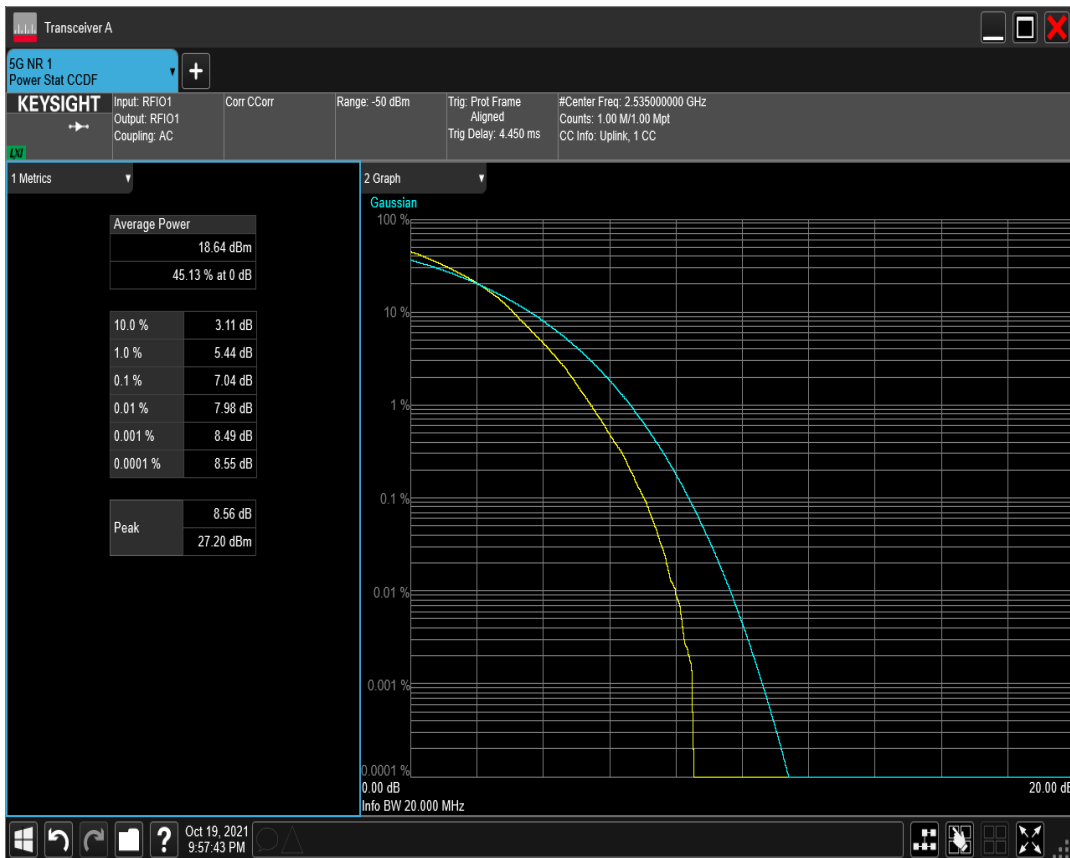 Transceiver A
5G NR 1
Power Stat CCDF
+
KEYSIGHT
LXI
Input: RFIO1
Output: RFIO1
Coupling: AC
Corr CCorr
Range: -50 dBm
Trig: Prot Frame
Aligned
Trig Delay: 4.450 ms
#Center Freq: 2.535000000 GHz
Counts: 1.00 M/1.00 Mpt
CC Info: Uplink, 1 CC
1 Metrics
Average Power
18.64 dBm
45.13 % at 0 dB
10.0 % 3.11 dB
1.0 % 5.44 dB
0.1 % 7.04 dB
0.01 % 7.98 dB
0.001 % 8.49 dB
0.0001 % 8.55 dB
Peak
8.56 dB
27.20 dBm
2 Graph
Gaussian
100 %
10 %
1 %
0.1 %
0.01 %
0.001 %
0.0001 %
0.00 dB 20.00 dB
Info BW 20.000 MHz
?
Oct 19, 2021
9:57:43 PM